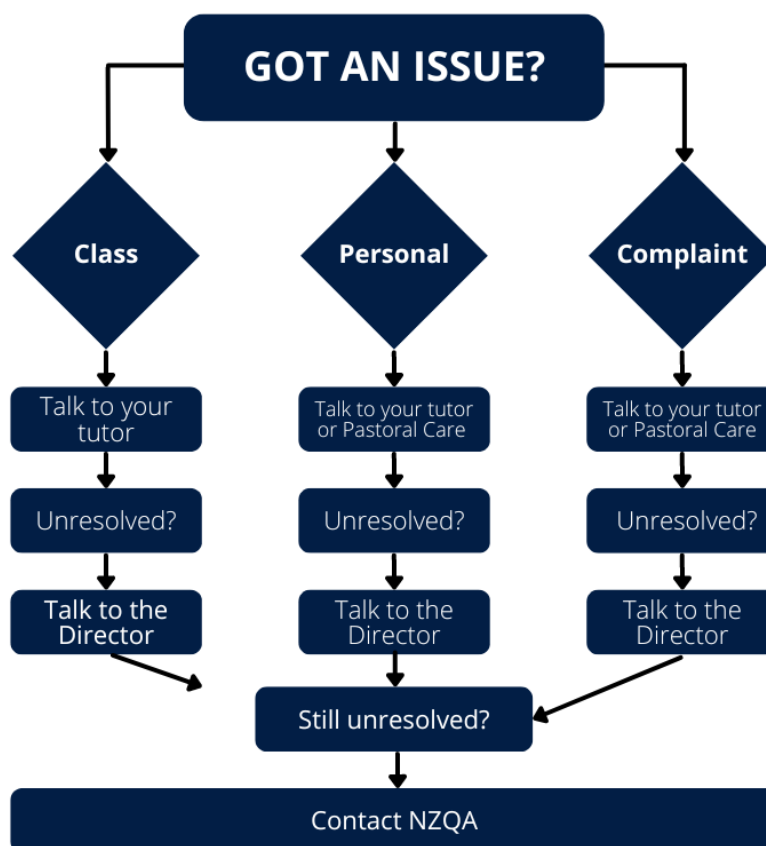 GOT AN ISSUE?
Class
Personal
Complaint
Talk to your
tutor
Talk to your tutor
or Pastoral Care
Talk to your tutor
or Pastoral Care
Unresolved?
Unresolved?
Unresolved?
Talk to the
Director
Talk to the
Director
Talk to the
Director
Still unresolved?
Contact NZQA